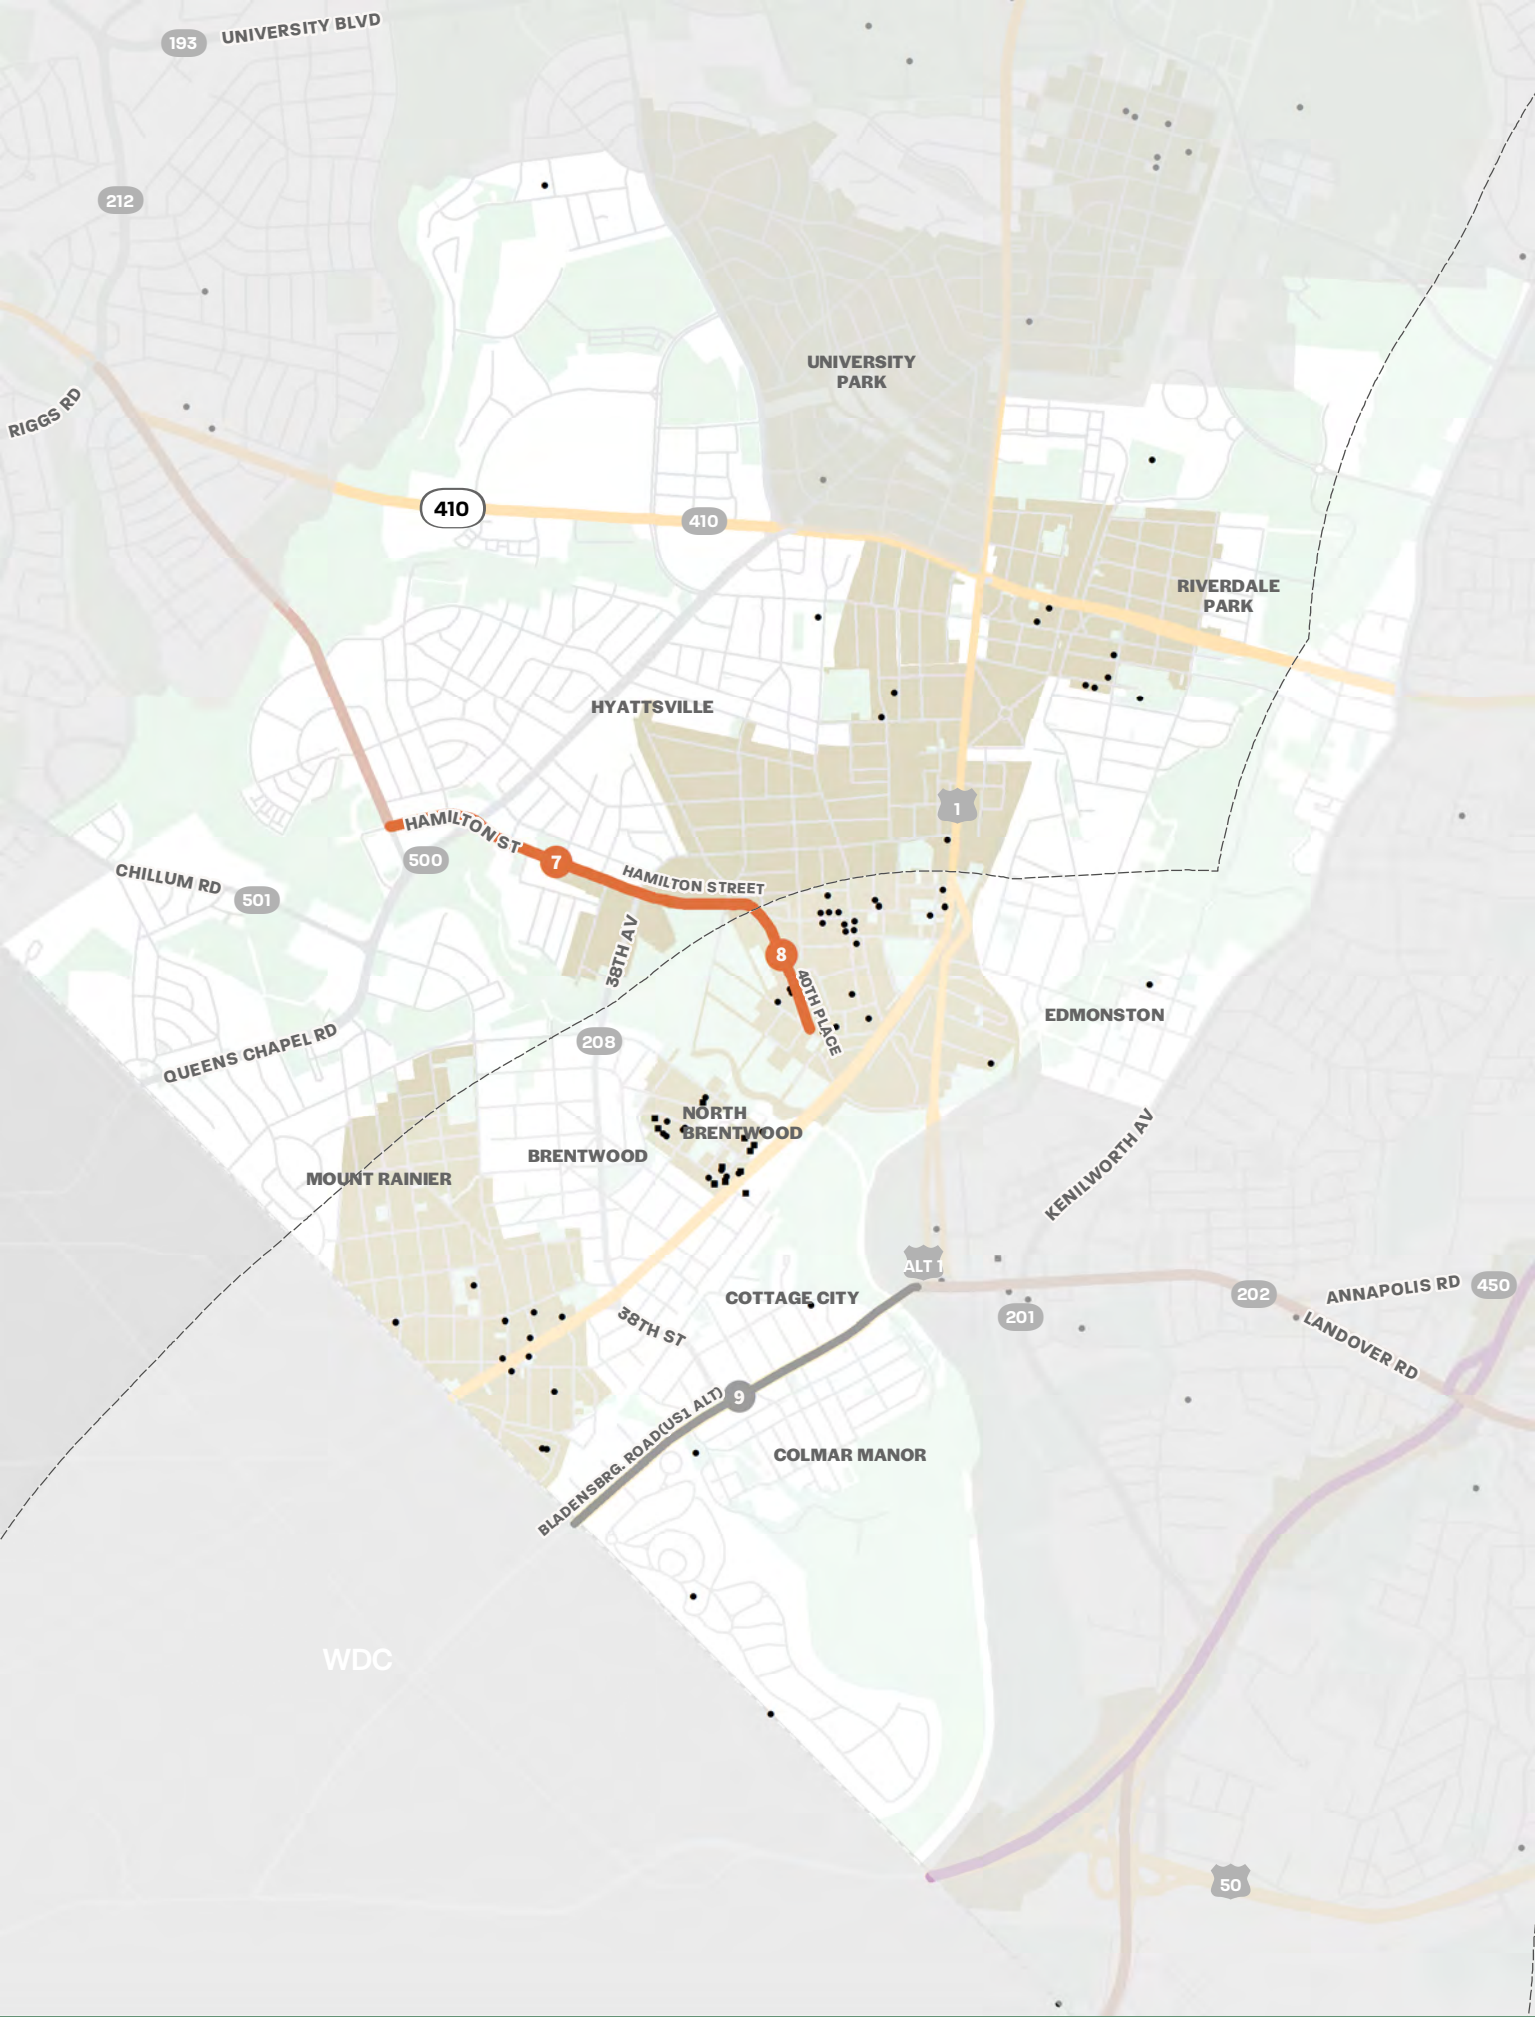 UNIVERSITY BLVD
193
212
UNIVERSITY
PARK
RIGGS RD
410
410
RIVERDALE
PARK
HYATTSVILLE
1
HAMILTON ST
500
7
HAMILTON STREET
CHILLUM RD
501
38TH AV
8
40TH PLACE
EDMONSTON
QUEENS CHAPEL RD
208
NORTH
BRENTWOOD
BRENTWOOD
KENILWORTH AV
MOUNT RAINIER
ALT 1
COTTAGE CITY
202
ANNAPOLIS RD
450
201
38TH ST
LANDOVER RD
9
BLADENSBRG. ROAD(US1 ALT)
COLMAR MANOR
WDC
50